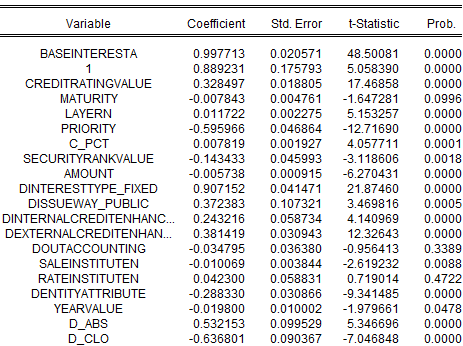 Variable Coefficient Std. Error t-Statistic Prob.
BASEINTERESTA 0.997713 0.020571 48.50081 0.0000
1 0.889231 0.175793 5.058390 0.0000
CREDITRATINGVALUE 0.328497 0.018805 17.46858 0.0000
MATURITY -0.007843 0.004761 -1.647281 0.0996
LAYERN 0.011722 0.002275 5.153257 0.0000
PRIORITY -0.595966 0.046864 -12.71690 0.0000
C_PCT 0.007819 0.001927 4.057711 0.0001
SECURITYRANKVALUE -0.143433 0.045993 -3.118606 0.0018
AMOUNT -0.005738 0.000915 -6.270431 0.0000
DINTERESTTYPE_FIXED 0.907152 0.041471 21.87460 0.0000
DISSUEWAY_PUBLIC 0.372383 0.107321 3.469816 0.0005
DINTERNALCREDITENHANC... 0.243216 0.058734 4.140969 0.0000
DEXTERNALCREDITENHAN... 0.381419 0.030943 12.32643 0.0000
DOUTACCOUNTING -0.034795 0.036380 -0.956413 0.3389
SALEINSTITUTEN -0.010069 0.003844 -2.619232 0.0088
RATEINSTITUTEN 0.042300 0.058831 0.719014 0.4722
DENTITYATTRIBUTE -0.288330 0.030866 -9.341485 0.0000
YEARVALUE -0.019800 0.010002 -1.979661 0.0478
D_ABS 0.532153 0.099529 5.346696 0.0000
D_CLO -0.636801 0.090367 -7.046848 0.0000